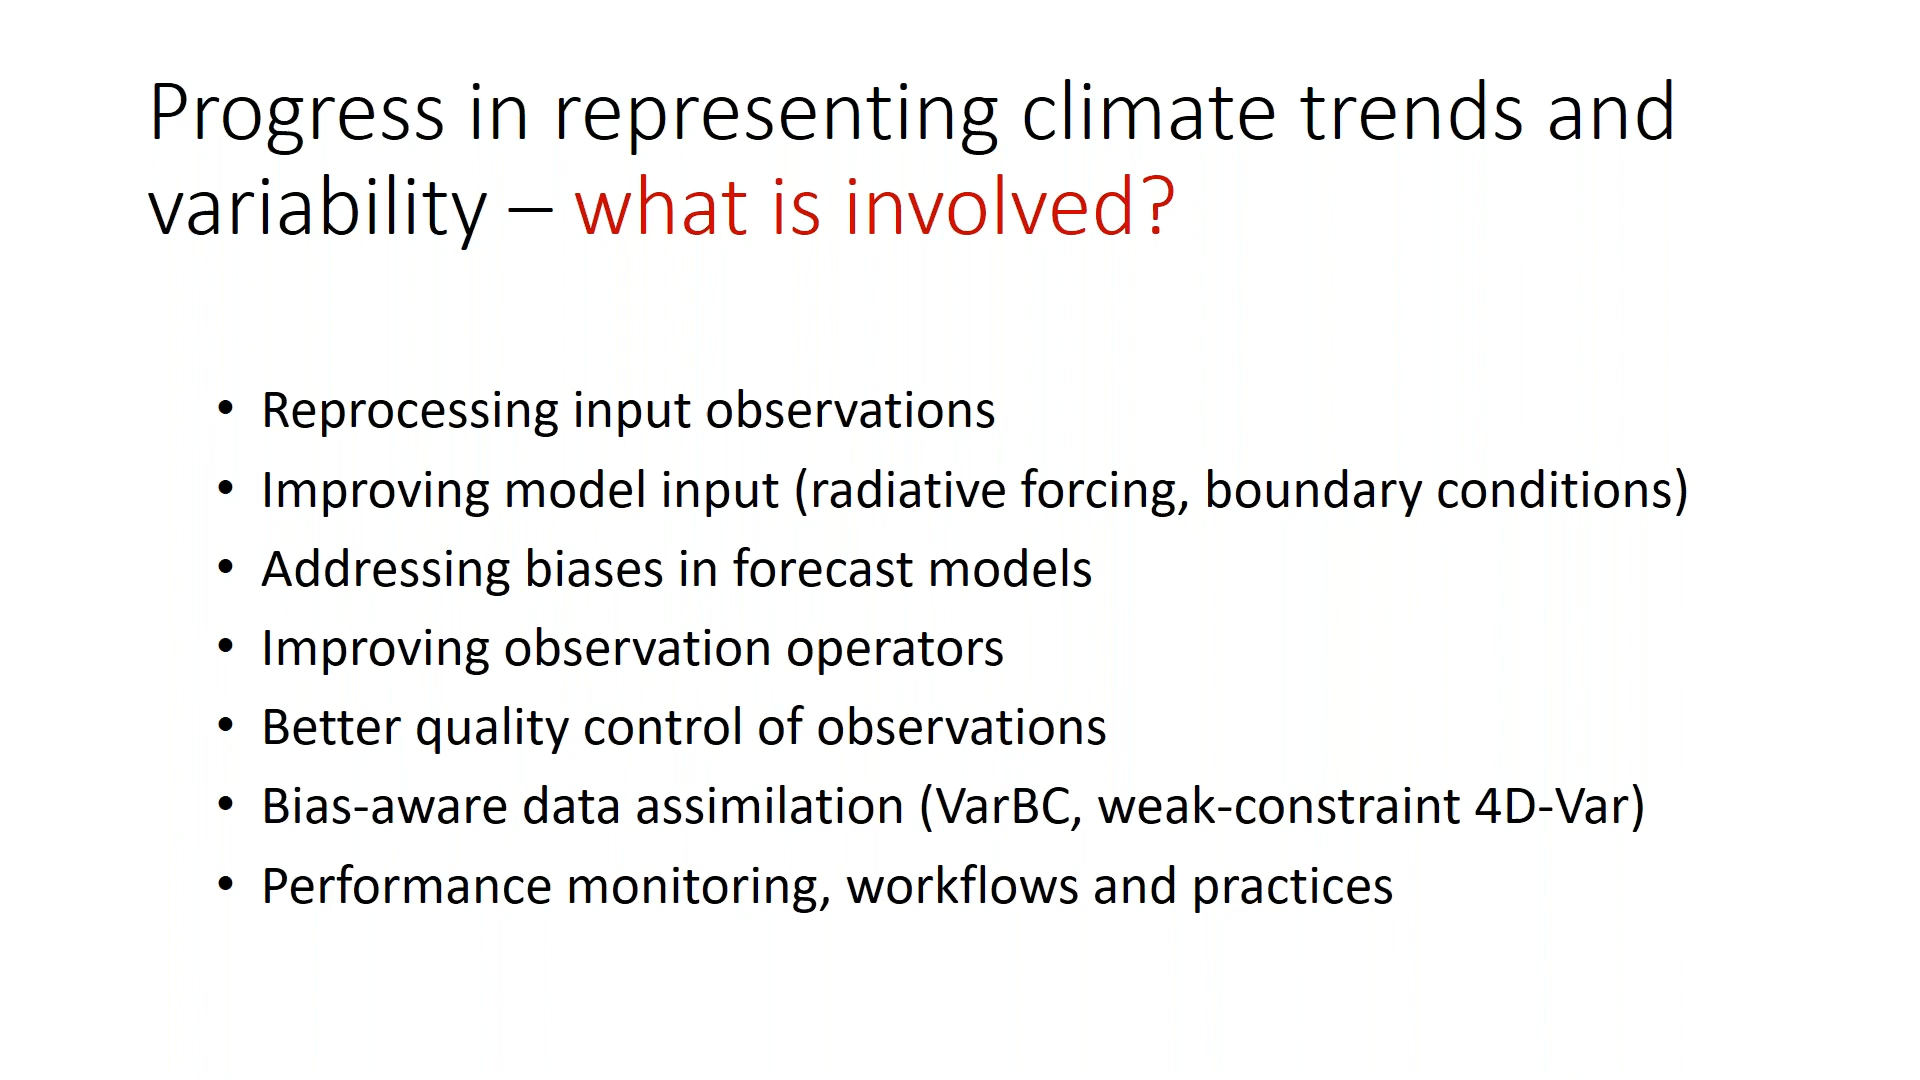 Progress in representing climate trends and
variability – what is involved?
• Reprocessing input observations
• Improving model input (radiative forcing, boundary conditions)
• Addressing biases in forecast models
• Improving observation operators
• Better quality control of observations
• Bias-aware data assimilation (VarBC, weak-constraint 4D-Var)
• Performance monitoring, workflows and practices